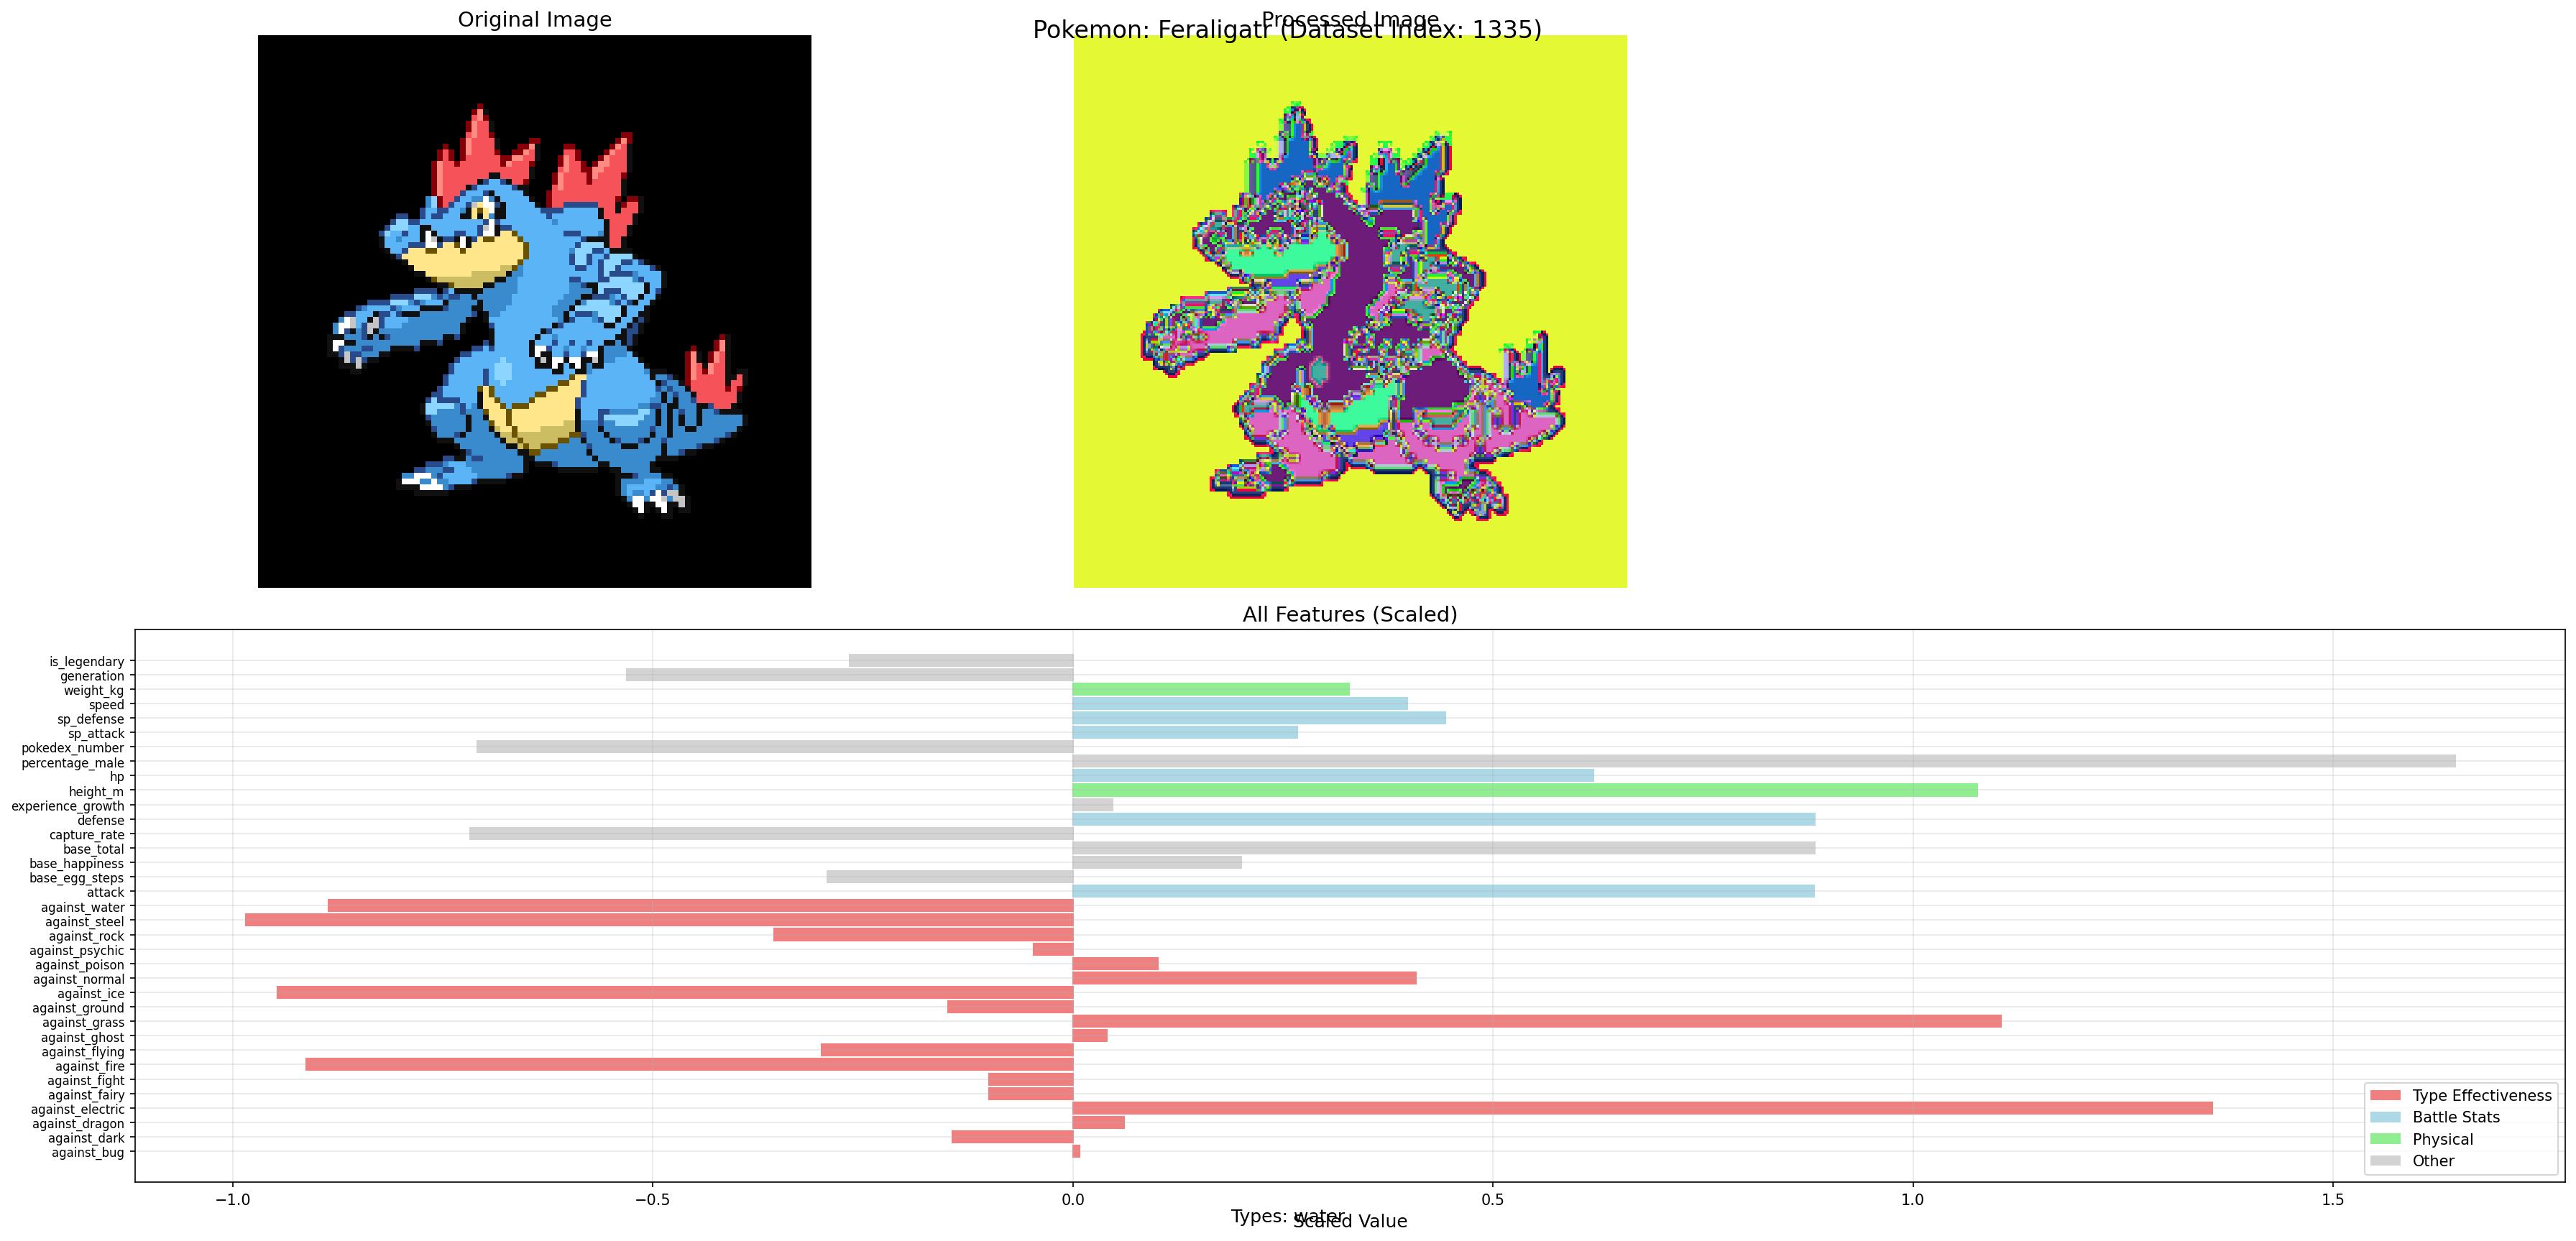 Original Image
Processed Image
Pokemon: Feraligatr (Dataset Index: 1335)
All Features (Scaled)
is_legendary
generation
weight_kg
speed
sp_defense
sp_attack
pokedex_number
percentage_male
hp
height_m
experience_growth
defense
capture_rate
base_total
base_happiness
base_egg_steps
attack
against_water
against_steel
against_rock
against_psychic
against_poison
against_normal
against_ice
against_ground
against_grass
against_ghost
against_flying
against_fire
against_fight
against_fairy
against_electric
against_dragon
against_dark
against_bug
Type Effectiveness
Battle Stats
Physical
Other
−1.0 −0.5 0.0 0.5 1.0 1.5
Types: water
Scaled Value